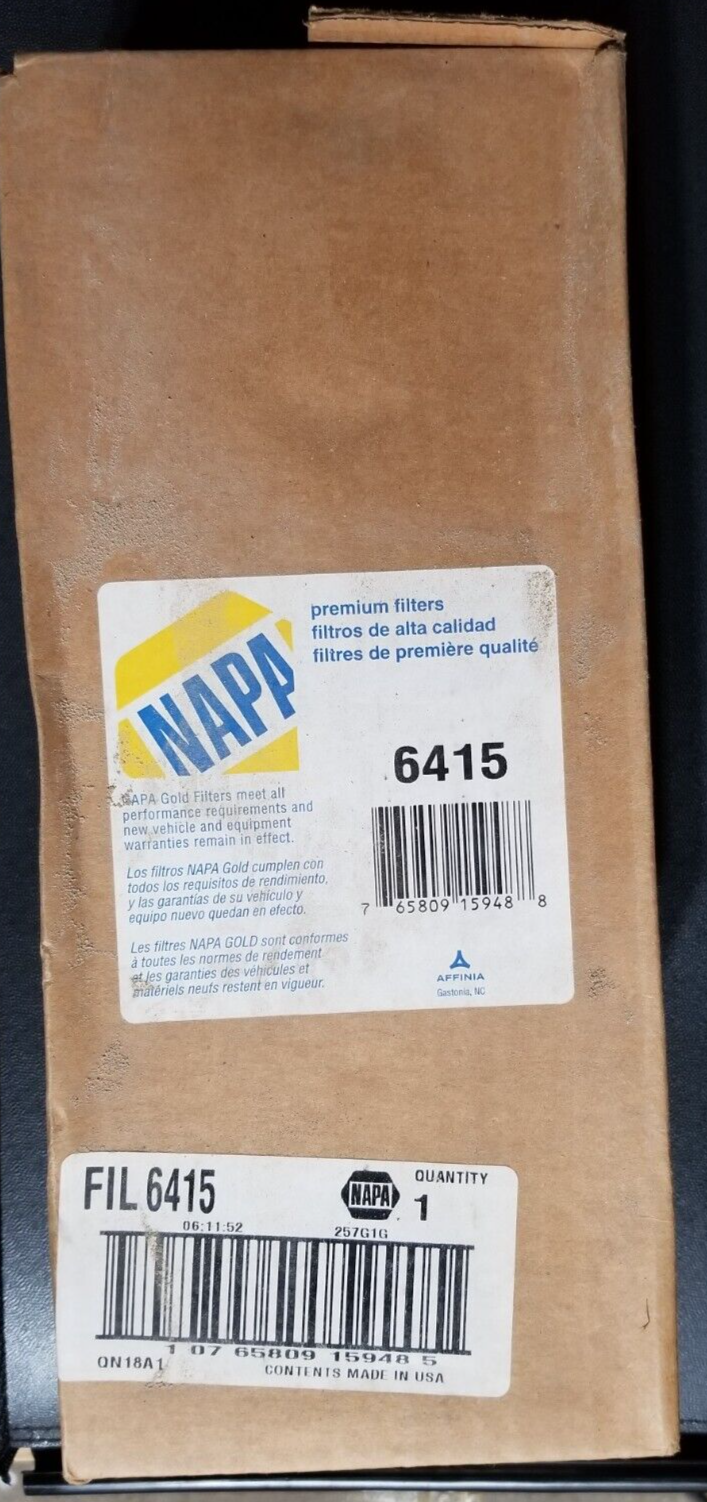 NAPA
premium filters
filtros de alta calidad
filtres de première qualité
6415
NAPA Gold Filters meet all
performance requirements and
new vehicle and equipment
warranties remain in effect.
Los filtros NAPA Gold cumplen con
todos los requisitos de rendimiento,
y las garantías de su vehículo y
equipo nuevo quedan en efecto.
Les filtres NAPA GOLD sont conformes
à toutes les normes de rendement
et les garanties des véhicules et
matériels neufs restent en vigueur.
7 65809 15948 8
AFFINIA
Gastonia, NC
FIL 6415
NAPA
QUANTITY
1
06:11:52 257G1G
1 07 65809 15948 5
QN18A1
CONTENTS MADE IN USA